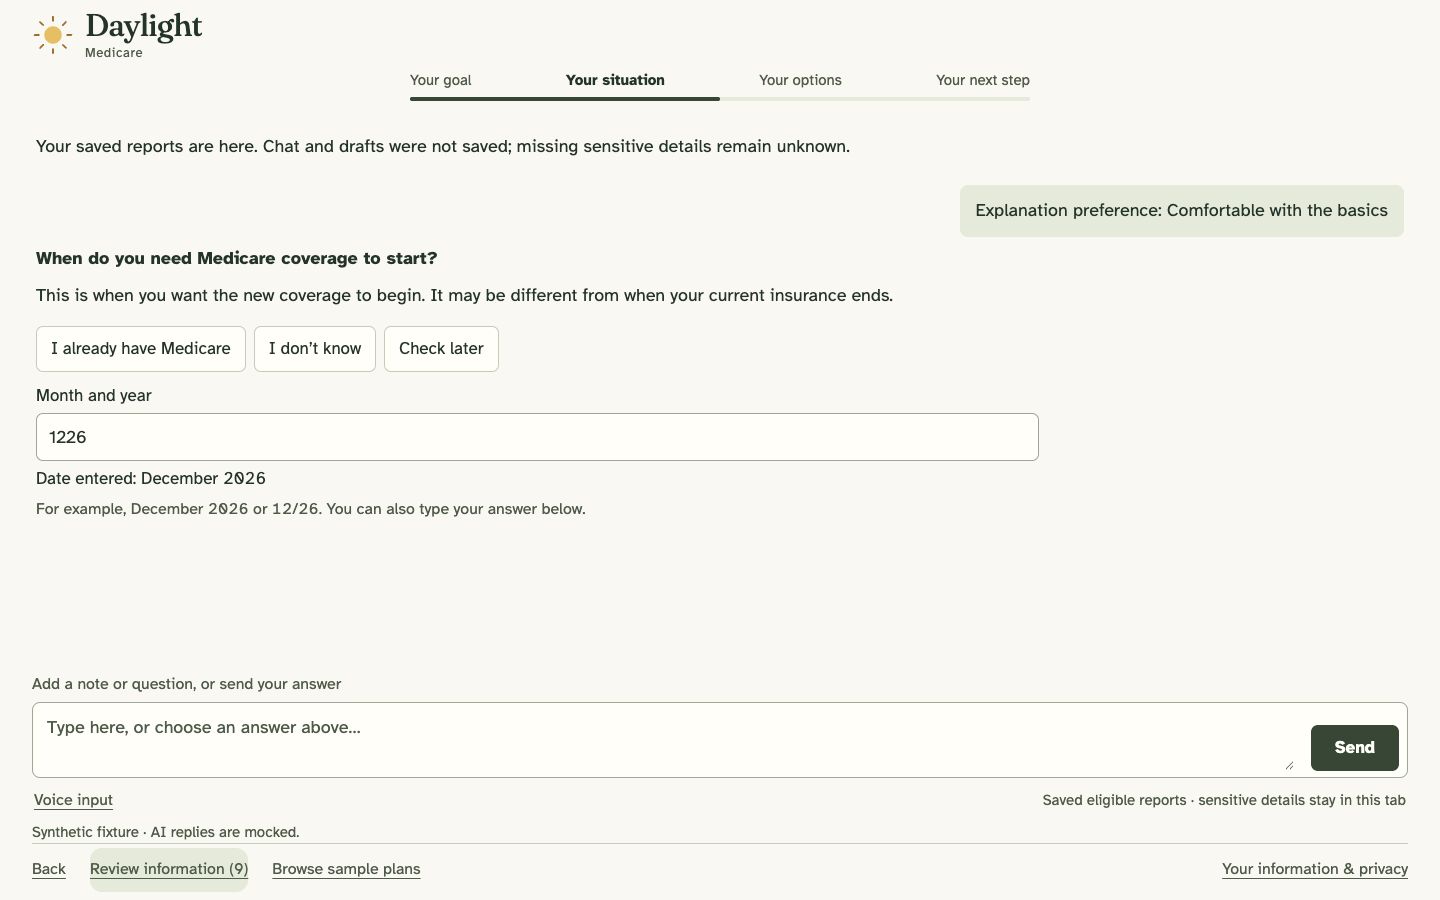 Daylight
Medicare
Your goal
Your situation
Your options
Your next step
Your saved reports are here. Chat and drafts were not saved; missing sensitive details remain unknown.
Explanation preference: Comfortable with the basics
When do you need Medicare coverage to start?
This is when you want the new coverage to begin. It may be different from when your current insurance ends.
I already have Medicare
I don’t know
Check later
Month and year
1226
Date entered: December 2026
For example, December 2026 or 12/26. You can also type your answer below.
Add a note or question, or send your answer
Type here, or choose an answer above...
Send
Voice input
Saved eligible reports · sensitive details stay in this tab
Synthetic fixture · AI replies are mocked.
Back
Review information (9)
Browse sample plans
Your information & privacy